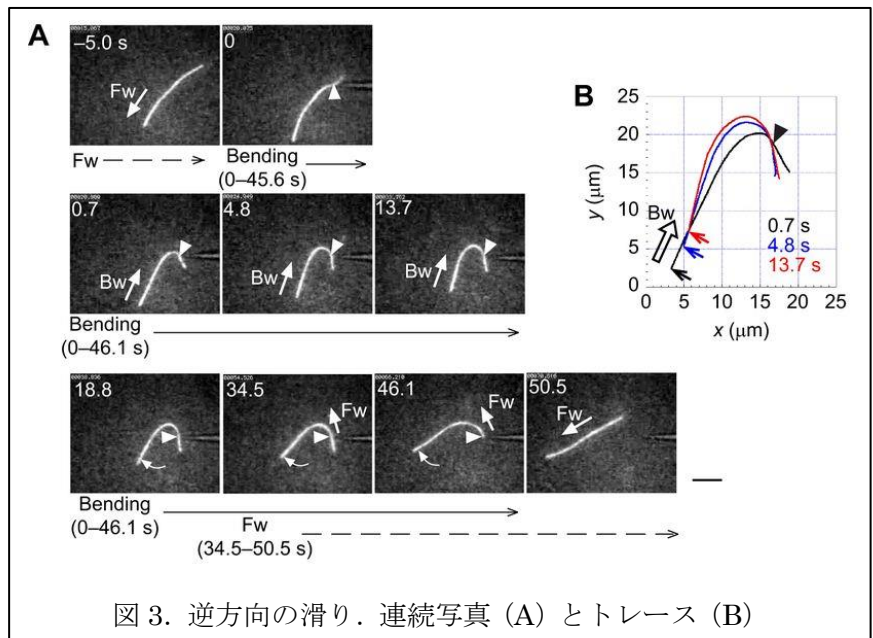 A
–5.0 s
0
Fw
Fw
Bending
(0–45.6 s)
0.7
4.8
13.7
Bw
Bw
Bw
Bending
(0–46.1 s)
18.8
34.5
46.1
50.5
Fw
Fw
Fw
Bending
(0–46.1 s)
Fw
(34.5–50.5 s)
B
25
20
15
10
5
0
y (μm)
Bw
0.7 s
4.8 s
13.7 s
0 5 10 15 20 25
x (μm)
図 3. 逆方向の滑り. 連続写真 (A) とトレース (B)